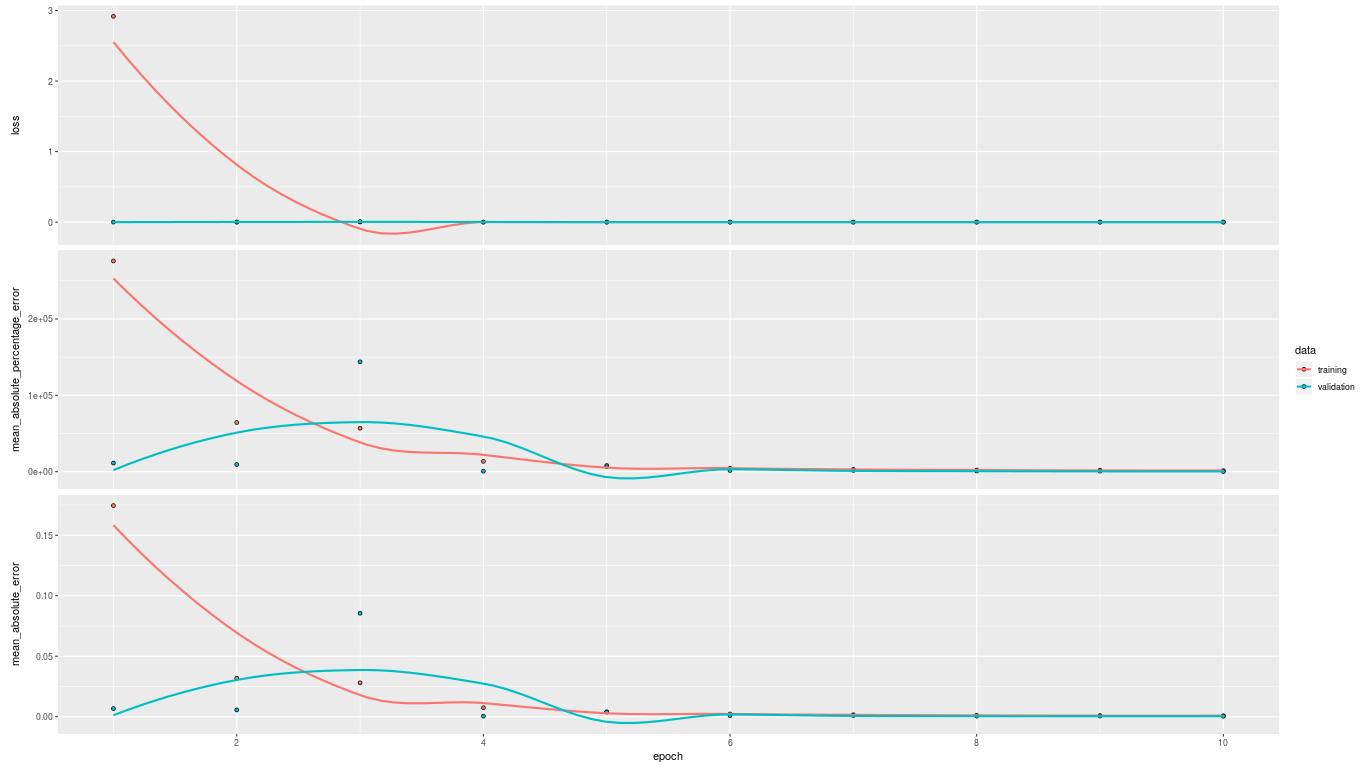 loss
3
2
1
0
mean_absolute_percentage_error
2e+05
1e+05
0e+00
mean_absolute_error
0.15
0.10
0.05
0.00
2
4
6
8
10
epoch
data
training
validation